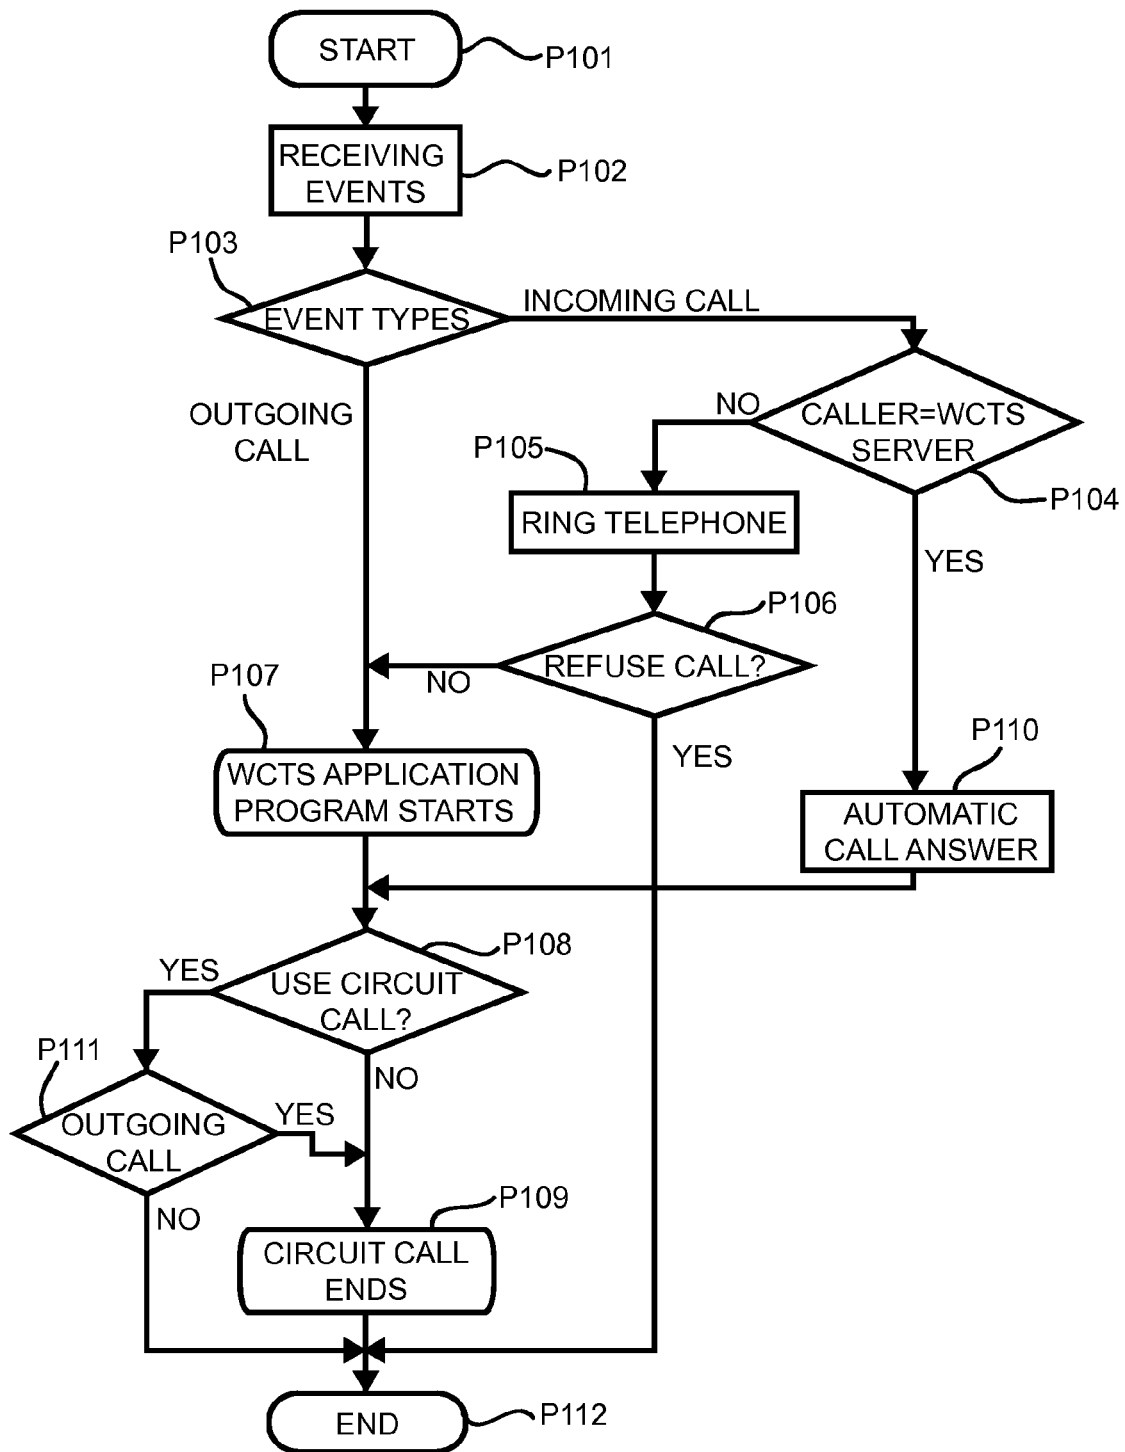 START
P101
RECEIVING
EVENTS
P102
P103
EVENT TYPES
INCOMING CALL
OUTGOING
CALL
NO
CALLER=WCTS
SERVER
P104
P105
RING TELEPHONE
YES
P106
REFUSE CALL?
NO
YES
P107
WCTS APPLICATION
PROGRAM STARTS
P110
AUTOMATIC
CALL ANSWER
P108
YES
USE CIRCUIT
CALL?
NO
P111
OUTGOING
CALL
YES
NO
P109
CIRCUIT CALL
ENDS
END
P112